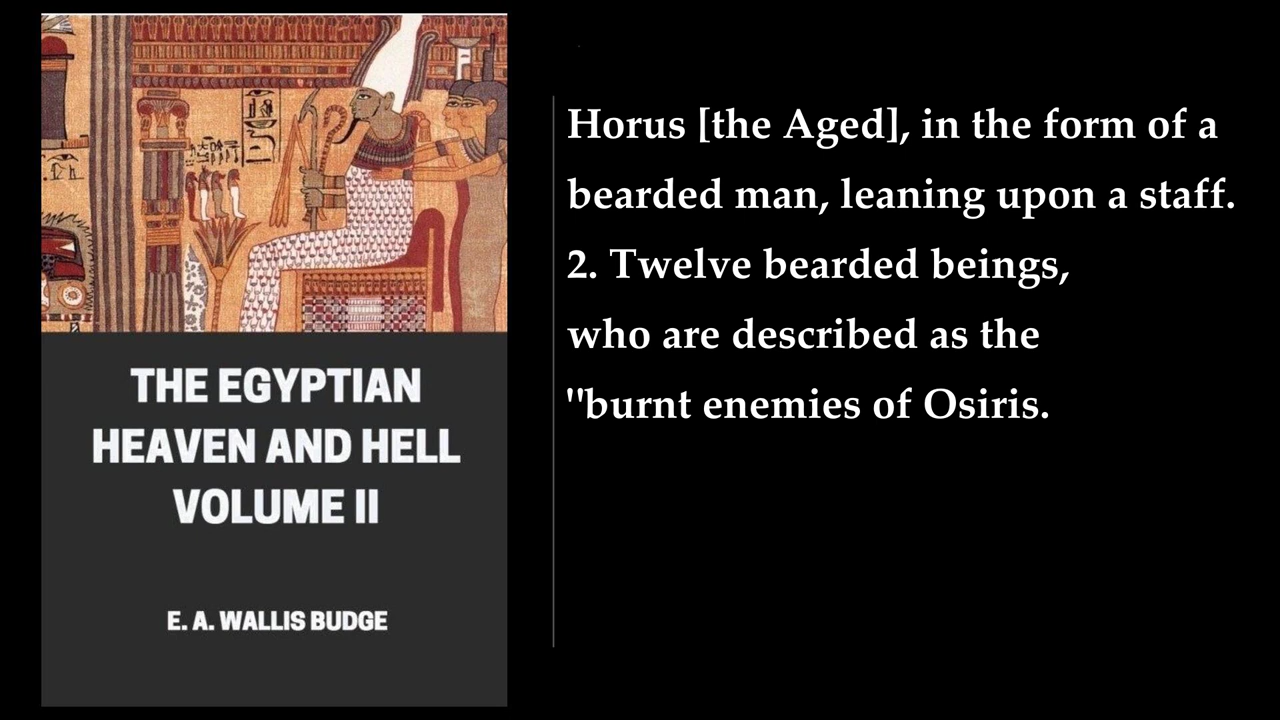 THE EGYPTIAN
HEAVEN AND HELL
VOLUME II
E. A. WALLIS BUDGE
Horus [the Aged], in the form of a
bearded man, leaning upon a staff.
2. Twelve bearded beings,
who are described as the
"burnt enemies of Osiris.